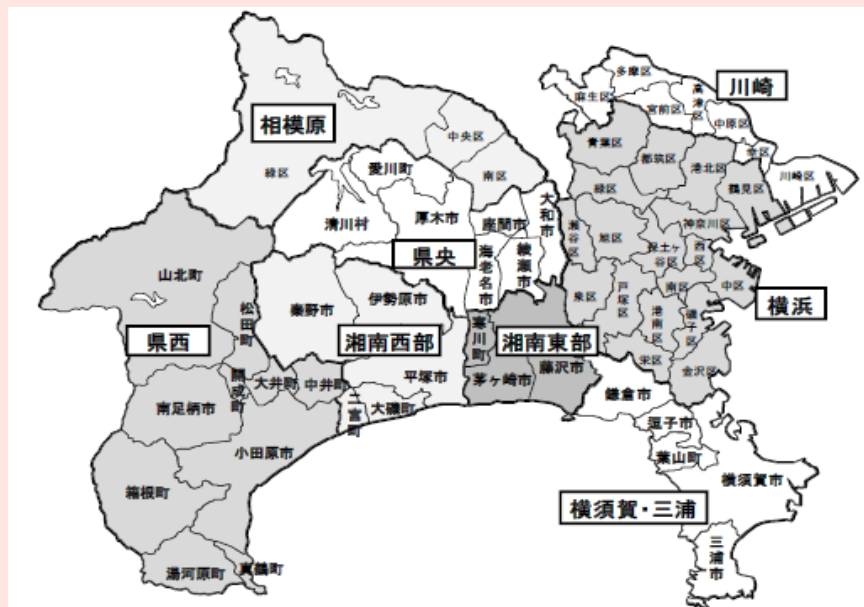 相模原
緑区
中央区
南区
川崎
多摩区
麻生区
宮前区
高津区
中原区
幸区
川崎区
横浜
青葉区
都筑区
港北区
鶴見区
緑区
神奈川区
瀬谷区
旭区
保土ヶ谷区
西区
中区
泉区
戸塚区
南区
港南区
磯子区
栄区
金沢区
県央
愛川町
清川村
厚木市
座間市
大和市
海老名市
綾瀬市
湘南西部
秦野市
伊勢原市
平塚市
大磯町
二宮町
湘南東部
寒川町
茅ヶ崎市
藤沢市
県西
山北町
松田町
開成町
大井町
中井町
南足柄市
小田原市
箱根町
湯河原町
真鶴町
横須賀・三浦
鎌倉市
逗子市
葉山町
横須賀市
三浦市